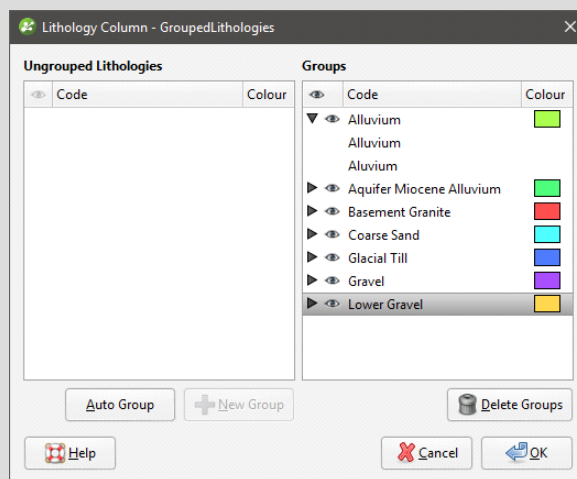 Lithology Column - GroupedLithologies
Ungrouped Lithologies
Code Colour
Groups
Code Colour
Alluvium
Alluvium
Aluvium
Aquifer Miocene Alluvium
Basement Granite
Coarse Sand
Glacial Till
Gravel
Lower Gravel
Auto Group
New Group
Delete Groups
Help
Cancel
OK